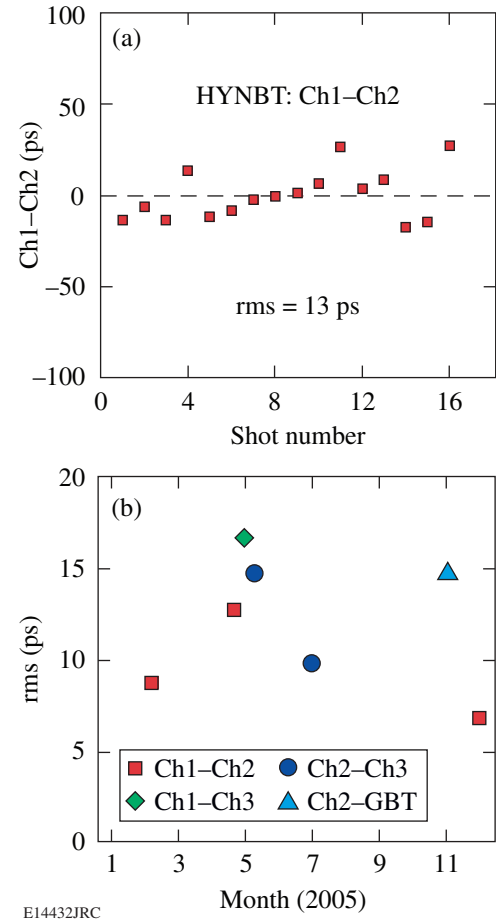 (a)
HYNBT: Ch1–Ch2
rms = 13 ps
Ch1–Ch2 (ps)
100
50
0
–50
–100
0 4 8 12 16
Shot number
(b)
rms (ps)
20
15
10
5
0
Ch1–Ch2 Ch2–Ch3
Ch1–Ch3 Ch2–GBT
1 3 5 7 9 11
Month (2005)
E14432JRC